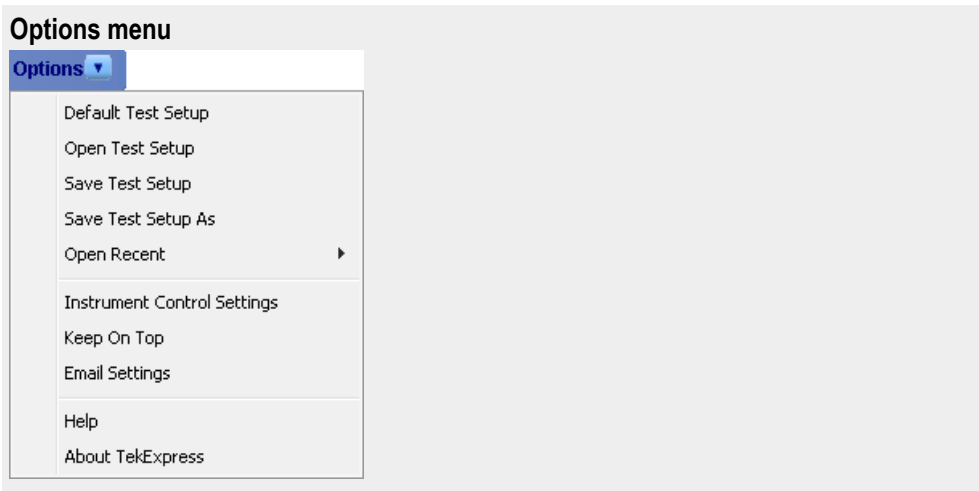 Options menu
Options
Default Test Setup
Open Test Setup
Save Test Setup
Save Test Setup As
Open Recent
Instrument Control Settings
Keep On Top
Email Settings
Help
About TekExpress